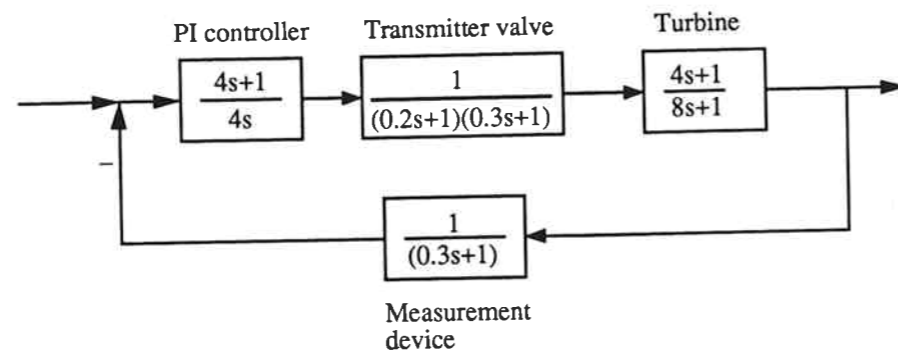 PI controller
Transmitter valve
Turbine
4s+1
4s
1
(0.2s+1)(0.3s+1)
4s+1
8s+1
–
1
(0.3s+1)
Measurement
device